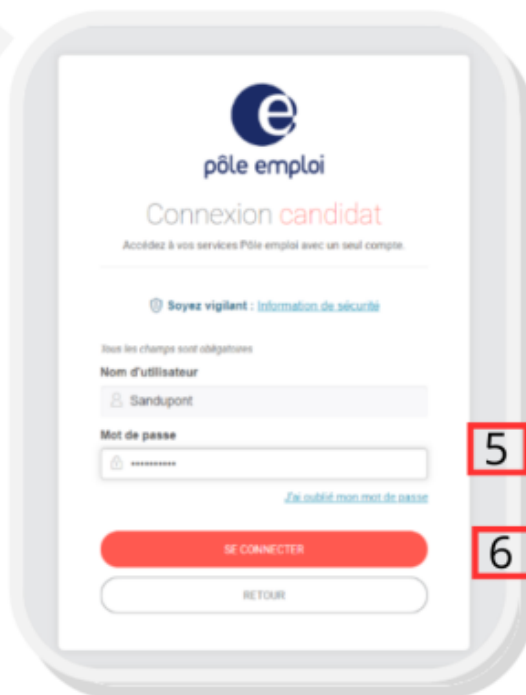 pôle emploi
Connexion candidat
Accédez à vos services Pôle emploi avec un seul compte.
Soyez vigilant : Information de sécurité
Tous les champs sont obligatoires
Nom d'utilisateur
Sandupont
Mot de passe
••••••••••
5
J'ai oublié mon mot de passe
SE CONNECTER
6
RETOUR